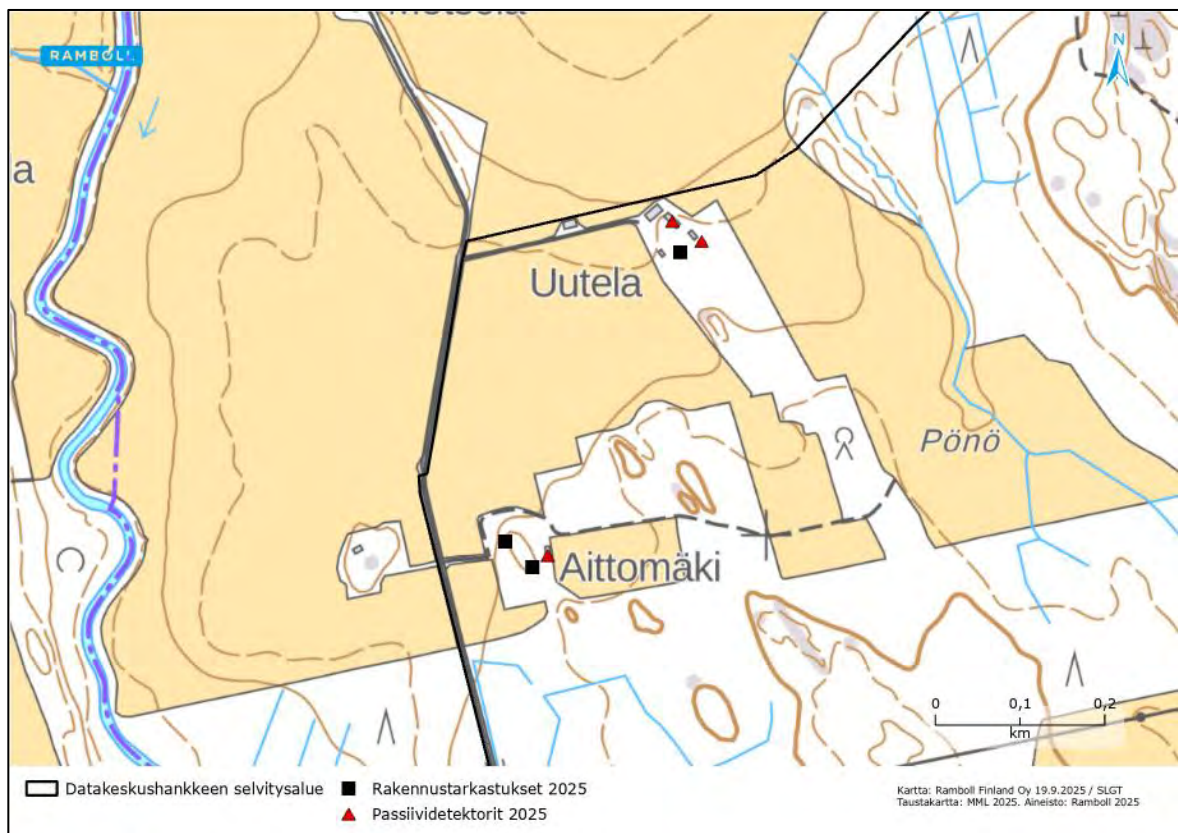 RAMBOLL
N
a
Uutela
Pönö
Aittomäki
0 0,1 0,2
km
Datakeskushankkeen selvitysalue
Rakennustarkastukset 2025
Passiividetektorit 2025
Kartta: Ramboll Finland Oy 19.9.2025 / SLGT
Taustakartta: MML 2025. Aineisto: Ramboll 2025